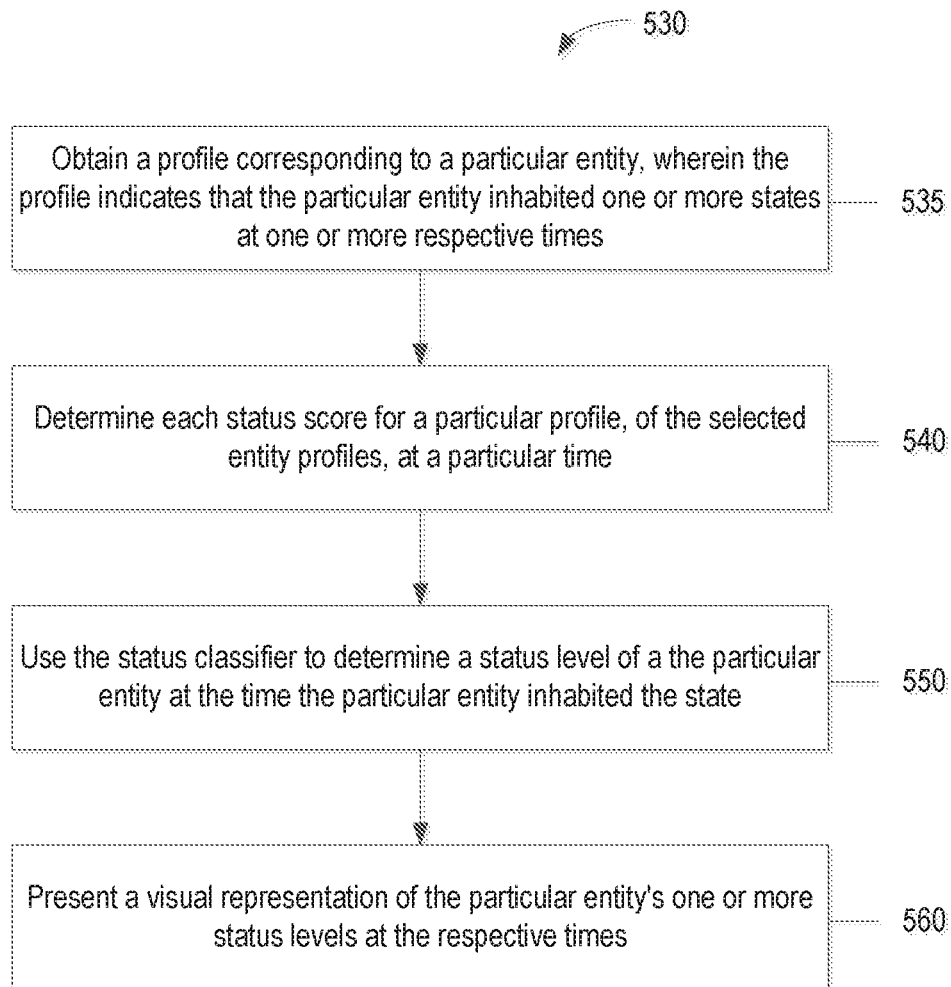 530
Obtain a profile corresponding to a particular entity, wherein the
profile indicates that the particular entity inhabited one or more states
at one or more respective times
535
Determine each status score for a particular profile, of the selected
entity profiles, at a particular time
540
Use the status classifier to determine a status level of a the particular
entity at the time the particular entity inhabited the state
550
Present a visual representation of the particular entity's one or more
status levels at the respective times
560